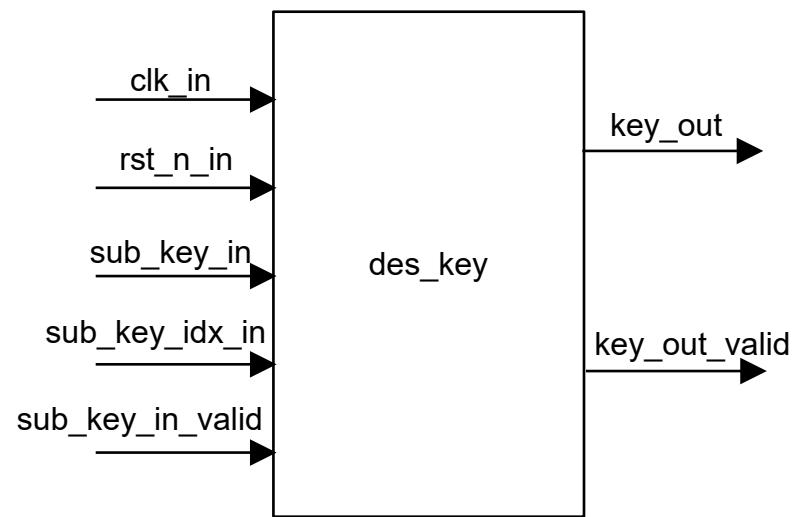 clk_in
key_out
rst_n_in
sub_key_in
des_key
sub_key_idx_in
key_out_valid
sub_key_in_valid